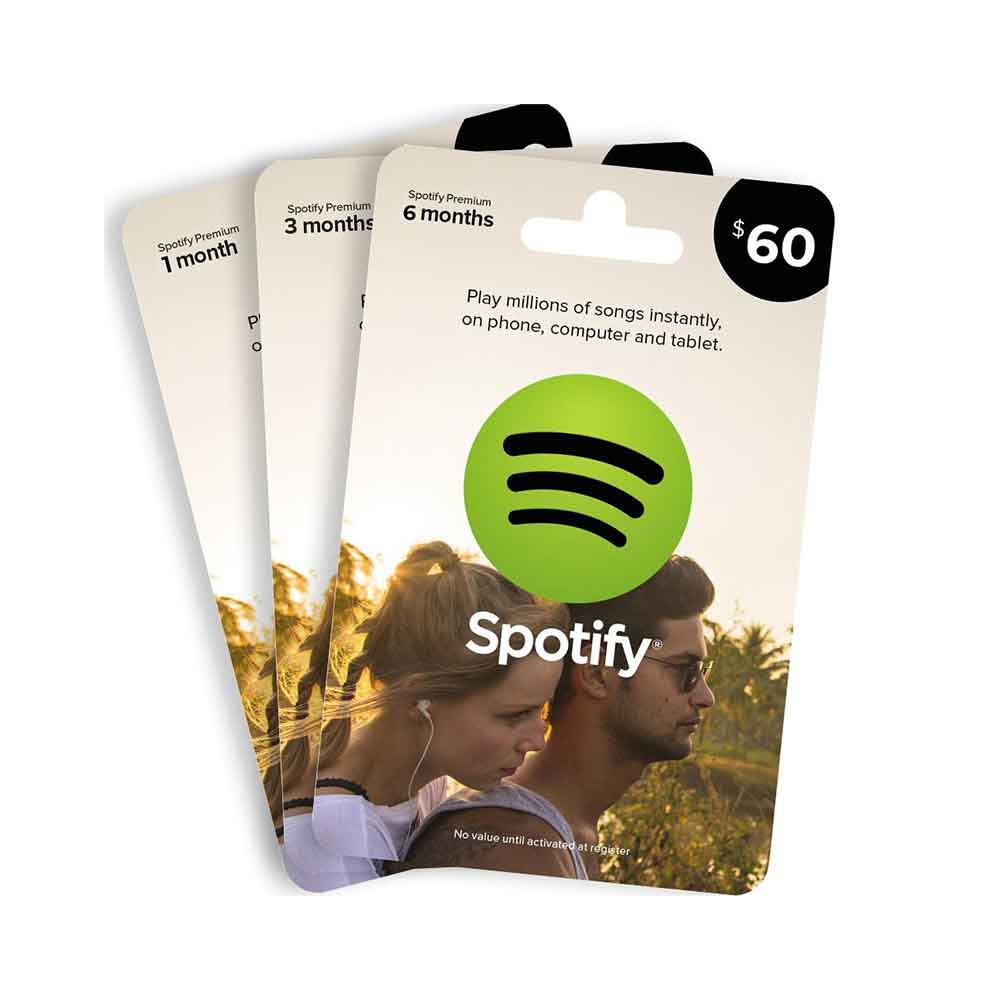 Spotify Premium
1 month
Spotify Premium
3 months
Spotify Premium
6 months
$60
Play millions of songs instantly,
on phone, computer and tablet.
Spotify®
No value until activated at register